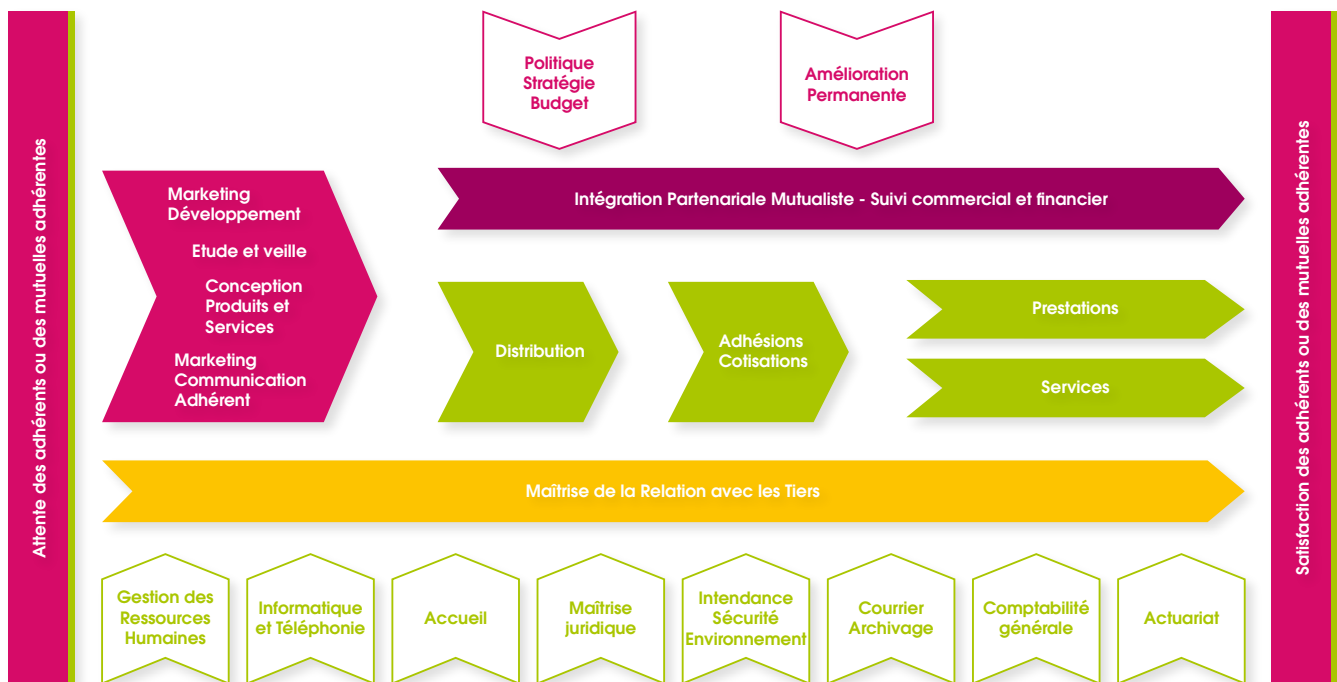 Attente des adhérents ou des mutuelles adhérentes
Politique
Stratégie
Budget
Amélioration
Permanente
Marketing
Développement
Etude et veille
Conception
Produits et
Services
Marketing
Communication
Adhérent
Intégration Partenariale Mutualiste - Suivi commercial et financier
Distribution
Adhésions
Cotisations
Prestations
Services
Maîtrise de la Relation avec les Tiers
Gestion des
Ressources
Humaines
Informatique
et Téléphonie
Accueil
Maîtrise
juridique
Intendance
Sécurité
Environnement
Courrier
Archivage
Comptabilité
générale
Actuariat
Satisfaction des adhérents ou des mutuelles adhérentes